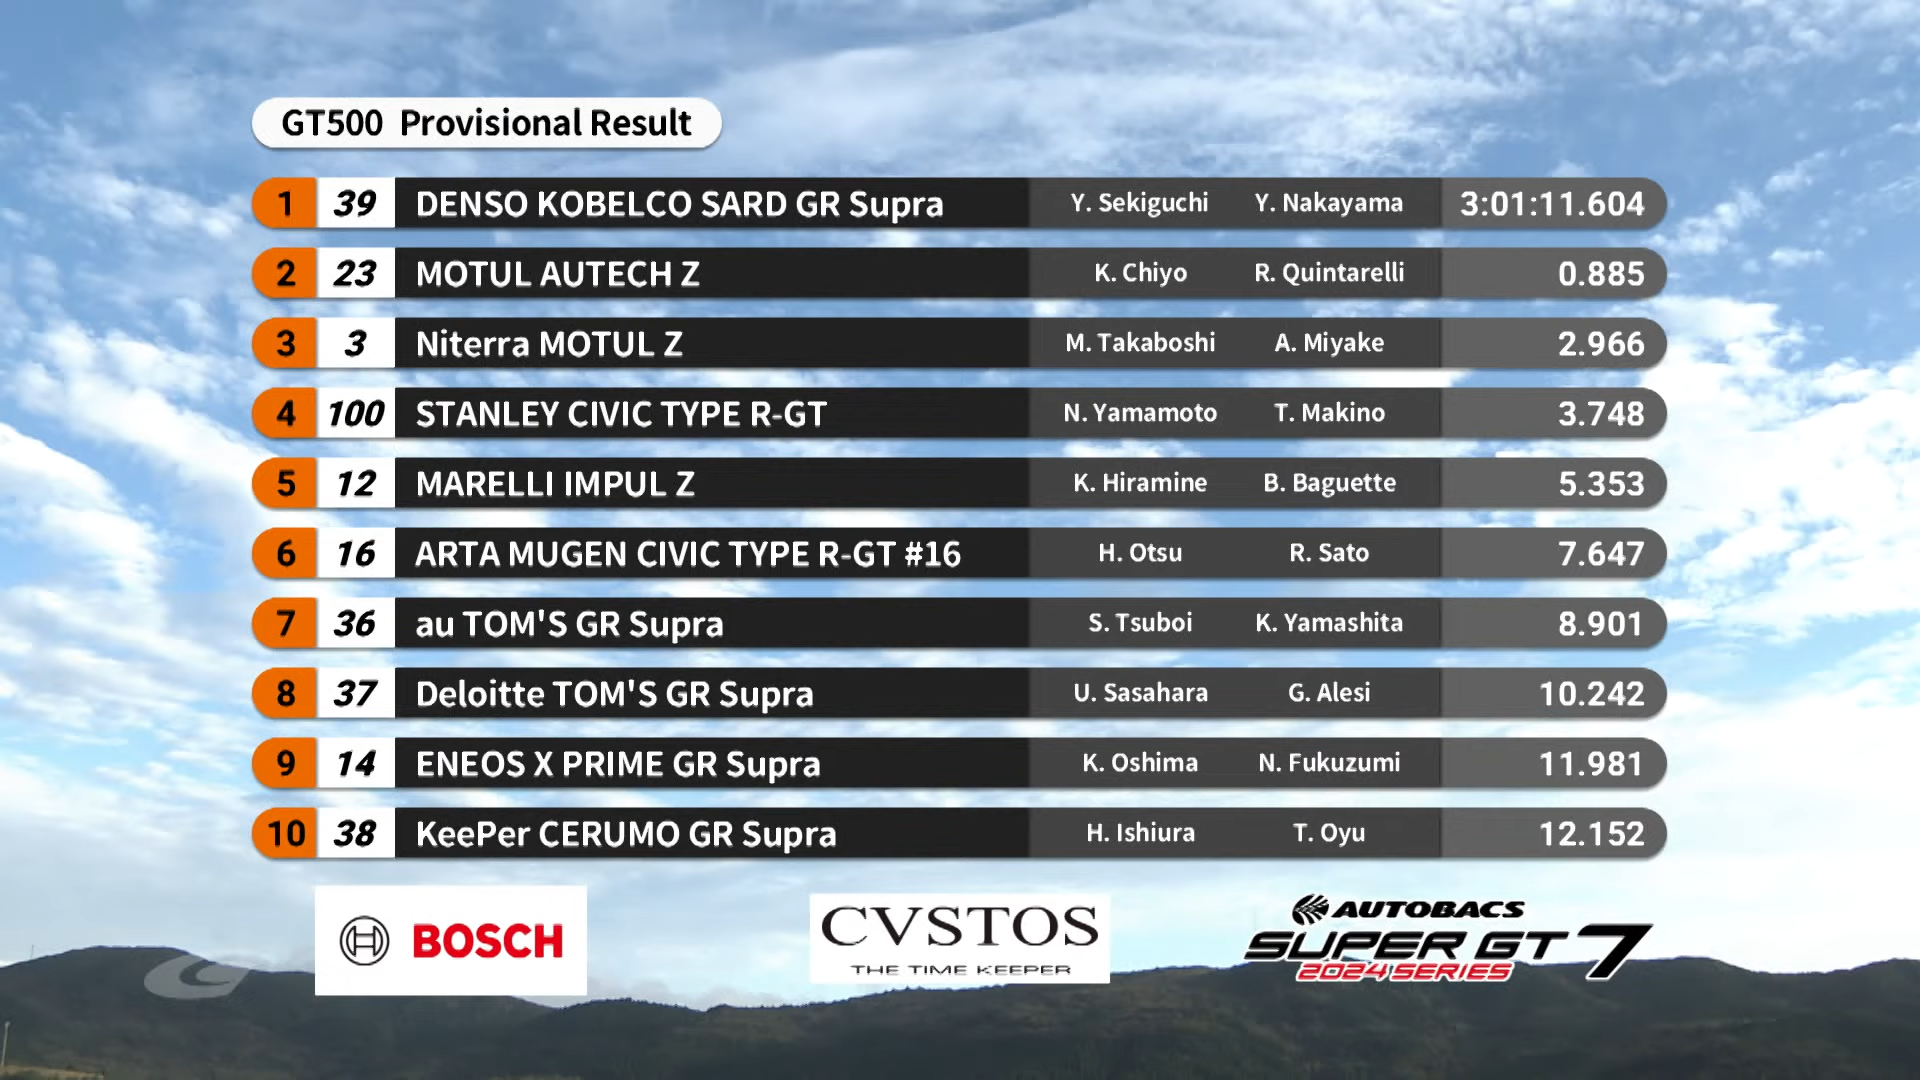 GT500 Provisional Result
1 39 DENSO KOBELCO SARD GR Supra Y. Sekiguchi Y. Nakayama 3:01:11.604
2 23 MOTUL AUTECH Z K. Chiyo R. Quintarelli 0.885
3 3 Niterra MOTUL Z M. Takaboshi A. Miyake 2.966
4 100 STANLEY CIVIC TYPE R-GT N. Yamamoto T. Makino 3.748
5 12 MARELLI IMPUL Z K. Hiramine B. Baguette 5.353
6 16 ARTA MUGEN CIVIC TYPE R-GT #16 H. Otsu R. Sato 7.647
7 36 au TOM'S GR Supra S. Tsuboi K. Yamashita 8.901
8 37 Deloitte TOM'S GR Supra U. Sasahara G. Alesi 10.242
9 14 ENEOS X PRIME GR Supra K. Oshima N. Fukuzumi 11.981
10 38 KeePer CERUMO GR Supra H. Ishiura T. Oyu 12.152
BOSCH
CVSTOS
THE TIME KEEPER
AUTOBACS
SUPER GT 7
2024 SERIES